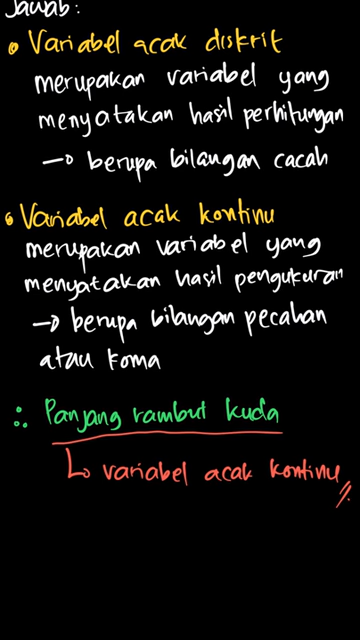 Jawab:
• Variabel acak diskrit
merupakan variabel yang
menyatakan hasil perhitungan
→ berupa bilangan cacah
• Variabel acak kontinu
merupakan variabel yang
menyatakan hasil pengukuran
→ berupa bilangan pecahan
atau koma
∴ Panjang rambut kuda
↳ variabel acak kontinu //